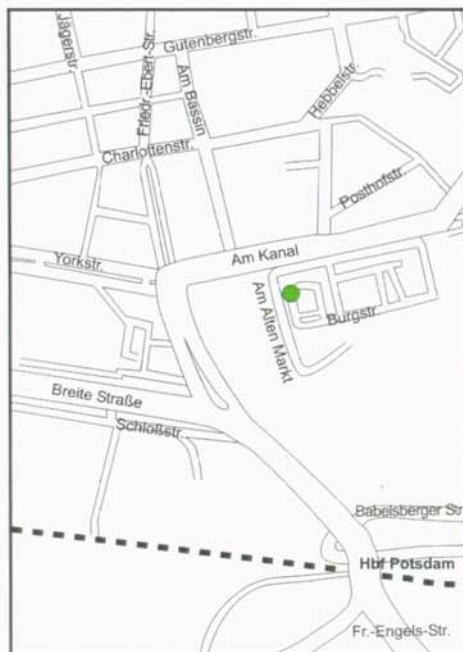 Jägerstr.
Gutenbergstr.
Friedr.-Ebert-Str.
Am Bassin
Hebbelstr.
Charlottenstr.
Posthofstr.
Am Kanal
Yorkstr.
Am Alten Markt
Burgstr.
Breite Straße
Schloßstr.
Babelsberger Str
Hbf Potsdam
Fr.-Engels-Str.